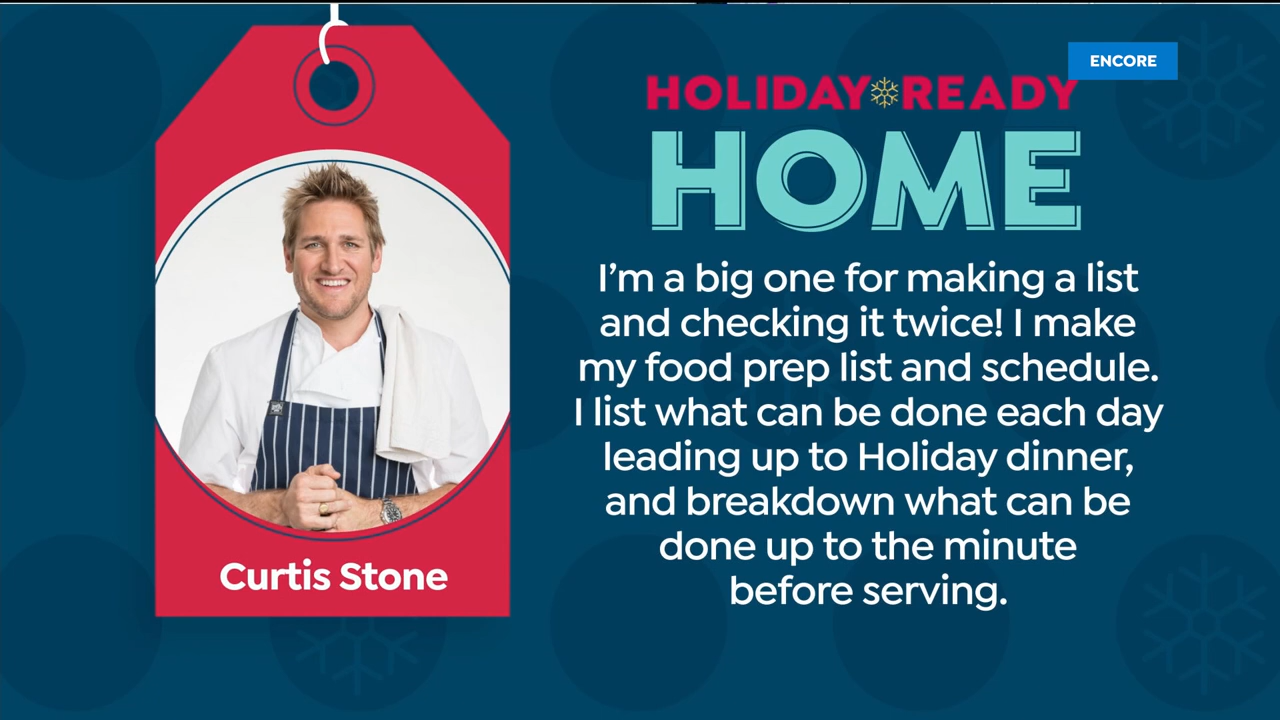 ENCORE
HOLIDAY READY
HOME
I’m a big one for making a list
and checking it twice! I make
my food prep list and schedule.
I list what can be done each day
leading up to Holiday dinner,
and breakdown what can be
done up to the minute
before serving.
Curtis Stone